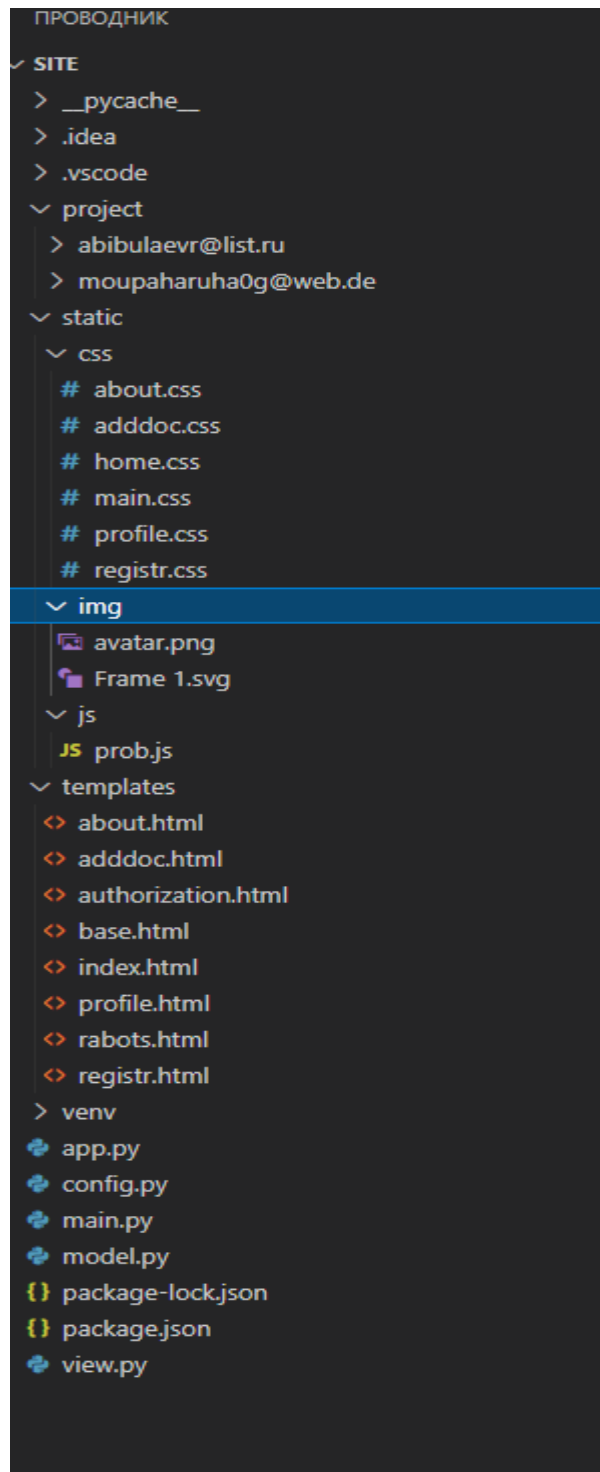 ПРОВОДНИК
SITE
__pycache__
.idea
.vscode
project
abibulaevr@list.ru
moupaharuha0g@web.de
static
css
# about.css
# adddoc.css
# home.css
# main.css
# profile.css
# registr.css
img
avatar.png
Frame 1.svg
js
JS prob.js
templates
<> about.html
<> adddoc.html
<> authorization.html
<> base.html
<> index.html
<> profile.html
<> rabots.html
<> registr.html
venv
app.py
config.py
main.py
model.py
{} package-lock.json
{} package.json
view.py